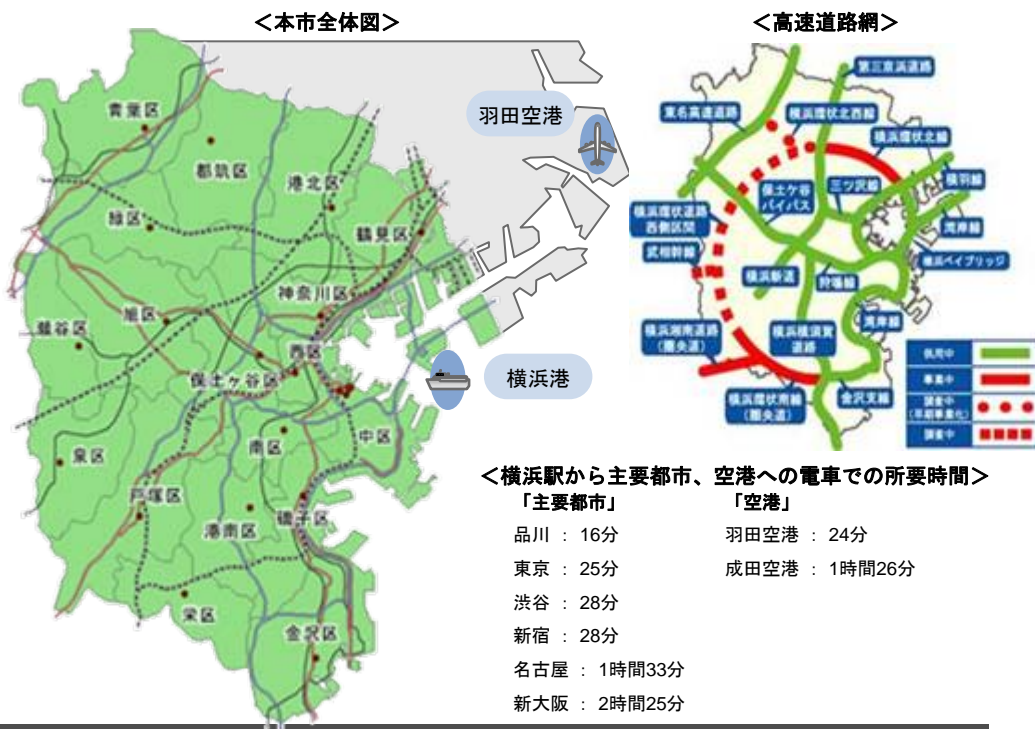 ＜本市全体図＞
青葉区
都筑区
港北区
緑区
鶴見区
神奈川区
旭区
瀬谷区
西区
保土ヶ谷区
中区
南区
泉区
戸塚区
磯子区
港南区
栄区
金沢区
羽田空港
横浜港
＜高速道路網＞
第三京浜道路
東名高速道路
横浜環状北西線
横浜環状北線
保土ケ谷
バイパス
三ツ沢線
横羽線
横浜環状道路
西側区間
湾岸線
武相幹線
横浜新道
狩場線
横浜ベイブリッジ
湾岸線
横浜湘南道路
（圏央道）
横浜横須賀
道路
横浜環状南線
（圏央道）
金沢支線
供用中
事業中
調査中
（早期事業化）
調査中
＜横浜駅から主要都市、空港への電車での所要時間＞
「主要都市」
品川 ： 16分
東京 ： 25分
渋谷 ： 28分
新宿 ： 28分
名古屋 ： 1時間33分
新大阪 ： 2時間25分
「空港」
羽田空港 ： 24分
成田空港 ： 1時間26分